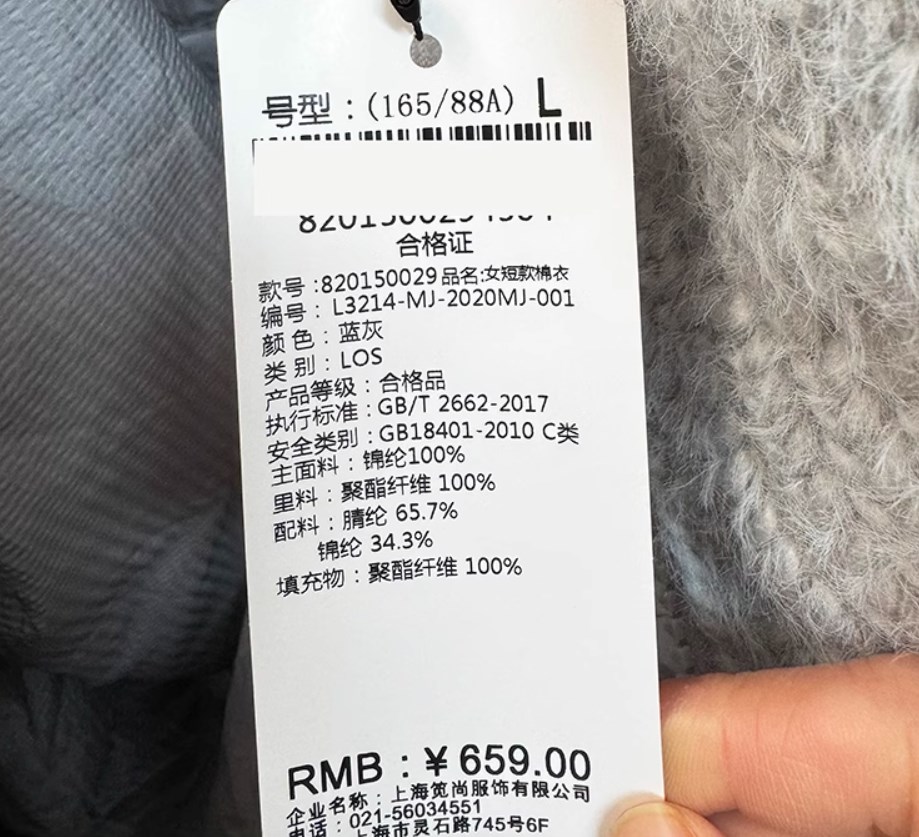 号型：(165/88A) L
合格证
款号:820150029 品名:女短款棉衣
编号：L3214-MJ-2020MJ-001
颜色：蓝灰
类别：LOS
产品等级：合格品
执行标准：GB/T 2662-2017
安全类别：GB18401-2010 C类
主面料：锦纶100%
里料：聚酯纤维 100%
配料：腈纶 65.7%
锦纶 34.3%
填充物：聚酯纤维 100%
RMB：¥659.00
企业名称：上海笕尚服饰有限公司
电话：021-56034551
上海市灵石路745号6F